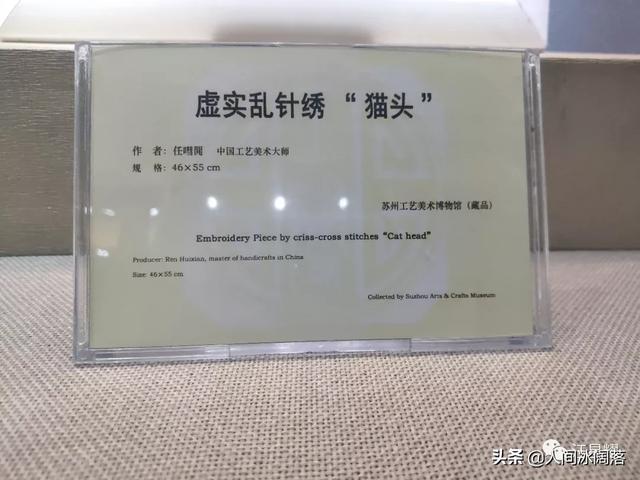 虚实乱针绣 “猫头”
作 者：任嘒閒 中国工艺美术大师
规 格：46×55 cm
苏州工艺美术博物馆（藏品）
Embroidery Piece by criss-cross stitches “Cat head”
Producer: Ren Huixian, master of handicrafts in China
Size: 46×55 cm
Collected by Suzhou Arts & Crafts Museum
头条 @人间冰阔落